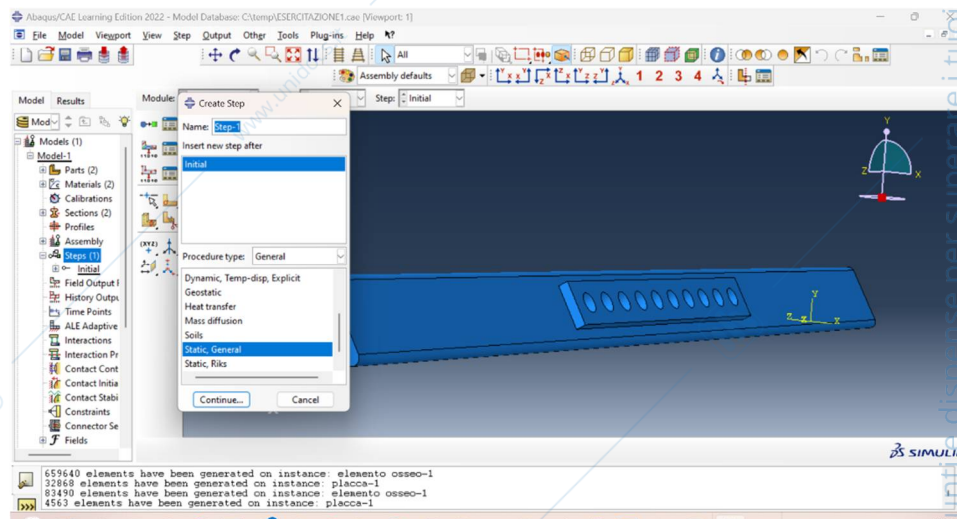 Abaqus/CAE Learning Edition 2022 - Model Database: C:\temp\ESERCITAZIONE1.cae [Viewport: 1]
File Model Viewport View Step Output Other Tools Plug-ins Help
All
Assembly defaults
1 2 3 4
Model Results
Module:
Step: Initial
Models (1)
Model-1
Parts (2)
Materials (2)
Calibrations
Sections (2)
Profiles
Assembly
Steps (1)
Initial
Field Output
History Outpu
Time Points
ALE Adaptive
Interactions
Interaction Pr
Contact Cont
Contact Initia
Contact Stabi
Constraints
Connector Se
Fields
Create Step
Name: Step-1
Insert new step after
Initial
Procedure type: General
Dynamic, Temp-disp, Explicit
Geostatic
Heat transfer
Mass diffusion
Soils
Static, General
Static, Riks
Continue...
Cancel
(XYZ)
Y
Z
X
Y
Z
X
SIMULI
659640 elements have been generated on instance: elemento osseo-1
32868 elements have been generated on instance: placca-1
83490 elements have been generated on instance: elemento osseo-1
4563 elements have been generated on instance: placca-1